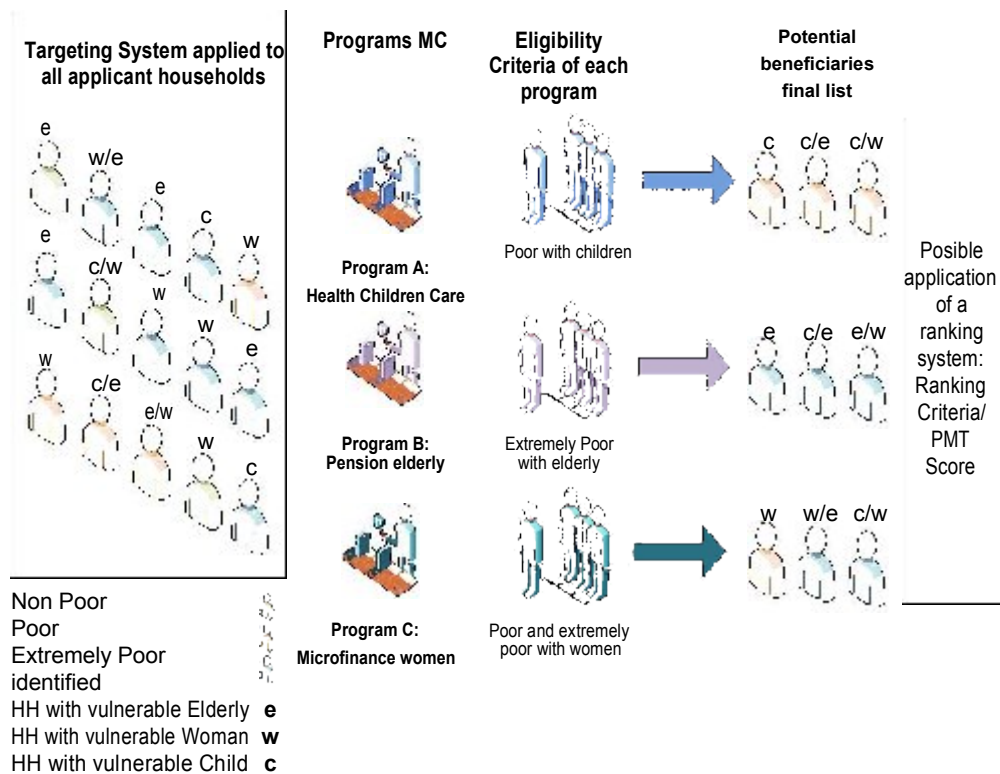 Targeting System applied to
all applicant households
e
w/e
e
c
w
e
c/w
w
w
e
w
c/e
e/w
w
c
Programs MC
Program A:
Health Children Care
Program B:
Pension elderly
Program C:
Microfinance women
Eligibility
Criteria of each
program
Poor with children
Extremely Poor
with elderly
Poor and extremely
poor with women
Potential
beneficiaries
final list
c c/e c/w
e c/e e/w
w w/e c/w
Posible
application
of a
ranking
system:
Ranking
Criteria/
PMT
Score
Non Poor
Poor
Extremely Poor
identified
HH with vulnerable Elderly e
HH with vulnerable Woman w
HH with vulnerable Child c